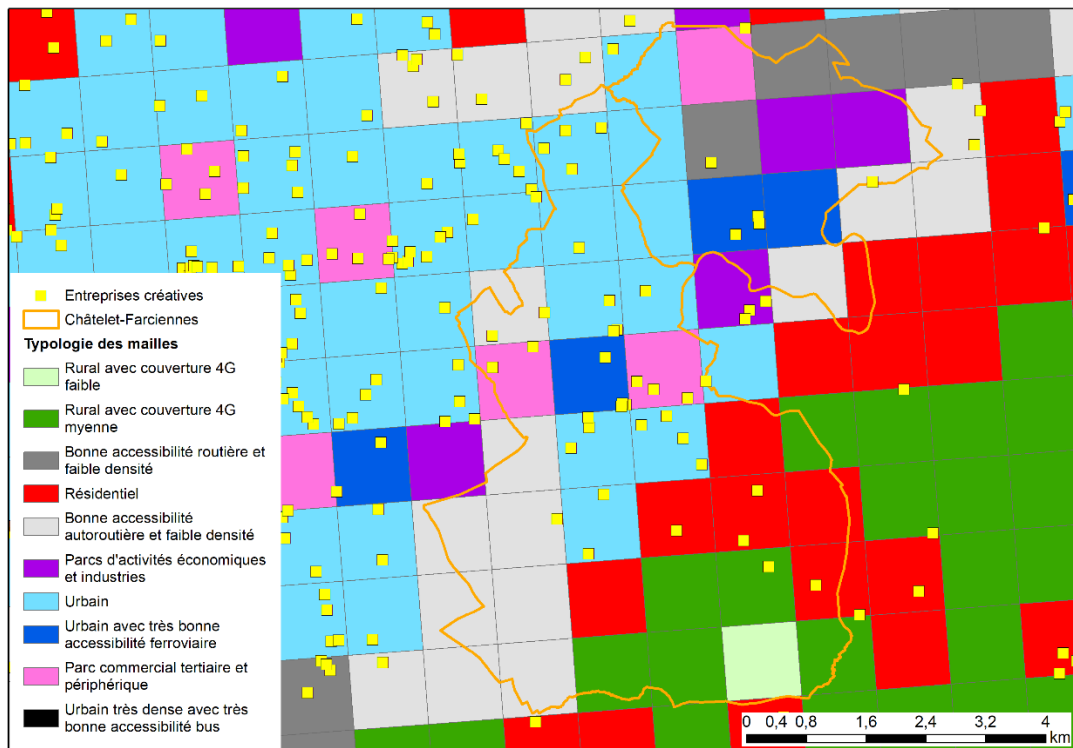 Entreprises créatives
Châtelet-Farciennes
Typologie des mailles
Rural avec couverture 4G
faible
Rural avec couverture 4G
myenne
Bonne accessibilité routière et
faible densité
Résidentiel
Bonne accessibilité
autoroutière et faible densité
Parcs d'activités économiques
et industries
Urbain
Urbain avec très bonne
accessibilité ferroviaire
Parc commercial tertiaire et
périphérique
Urbain très dense avec très
bonne accessibilité bus
0 0,4 0,8 1,6 2,4 3,2 4
km